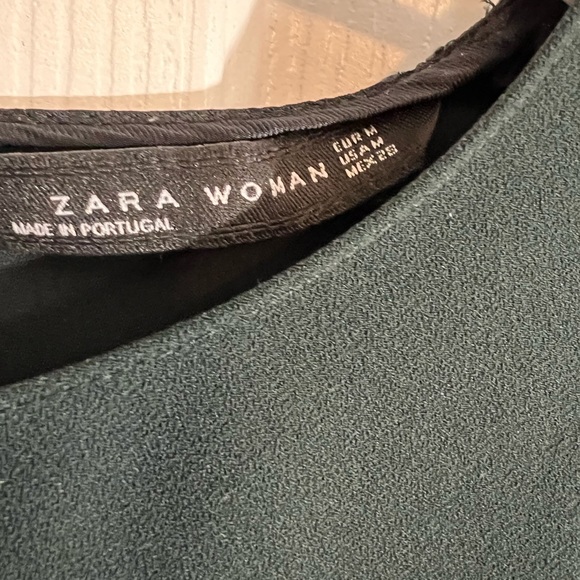 ZARA WOMAN
MADE IN PORTUGAL
EUR M
USA M
MEX 28